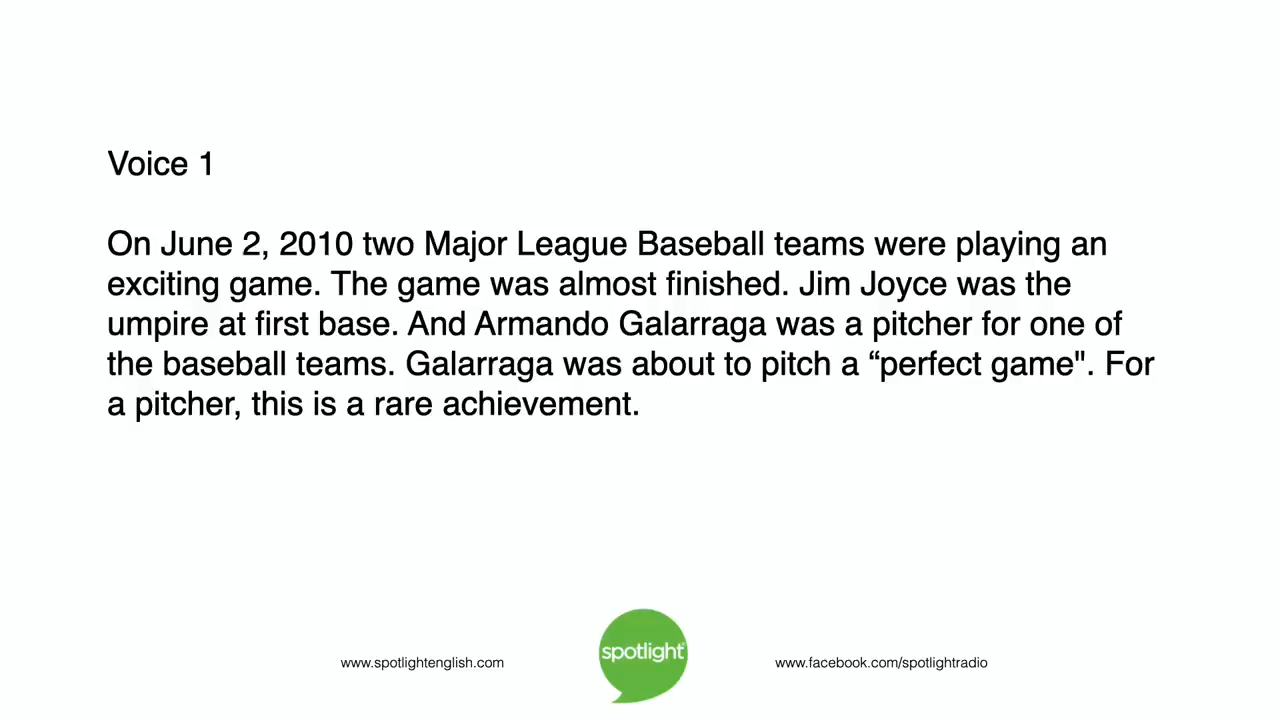 Voice 1
On June 2, 2010 two Major League Baseball teams were playing an
exciting game. The game was almost finished. Jim Joyce was the
umpire at first base. And Armando Galarraga was a pitcher for one of
the baseball teams. Galarraga was about to pitch a “perfect game". For
a pitcher, this is a rare achievement.
www.spotlightenglish.com
spotlight
www.facebook.com/spotlightradio